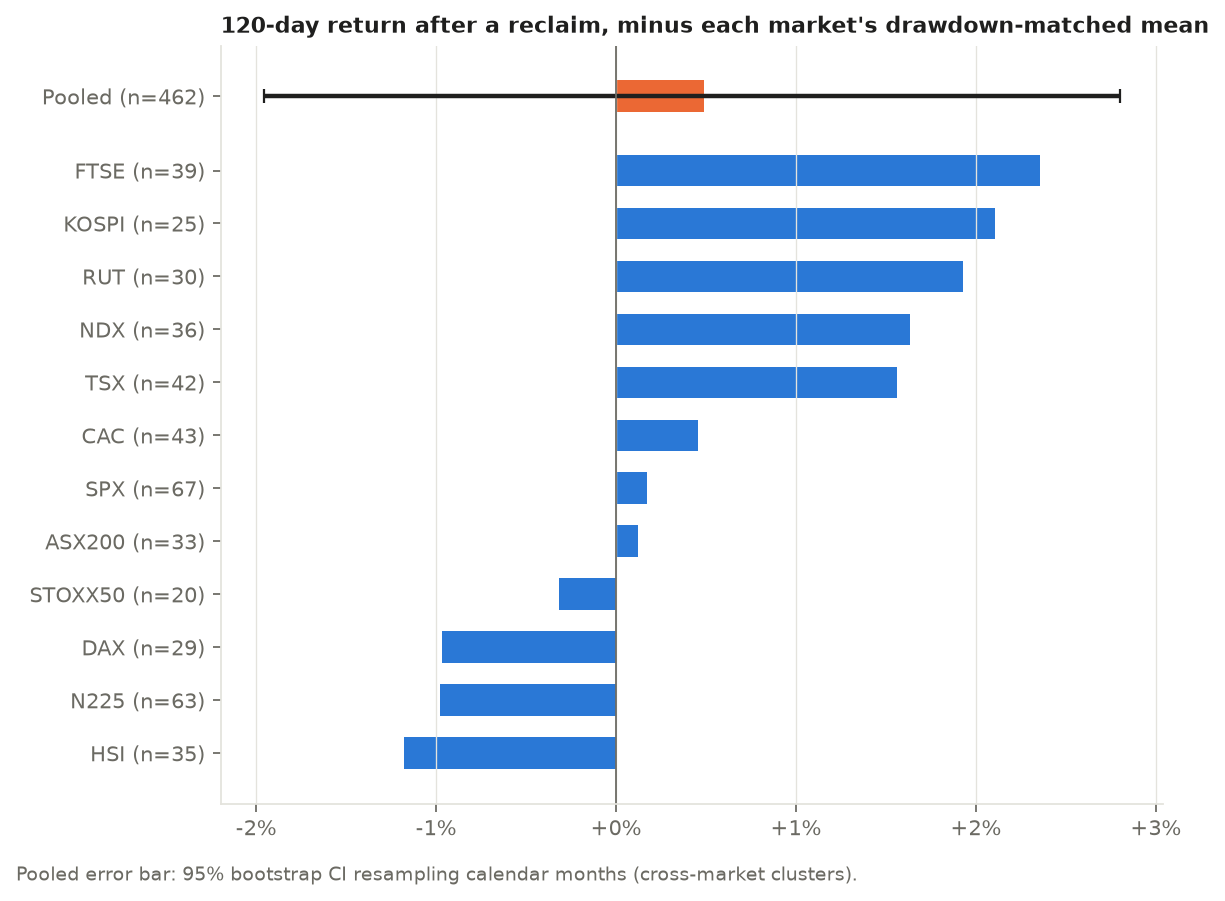 120-day return after a reclaim, minus each market's drawdown-matched mean
Pooled (n=462)
FTSE (n=39)
KOSPI (n=25)
RUT (n=30)
NDX (n=36)
TSX (n=42)
CAC (n=43)
SPX (n=67)
ASX200 (n=33)
STOXX50 (n=20)
DAX (n=29)
N225 (n=63)
HSI (n=35)
-2% -1% +0% +1% +2% +3%
Pooled error bar: 95% bootstrap CI resampling calendar months (cross-market clusters).